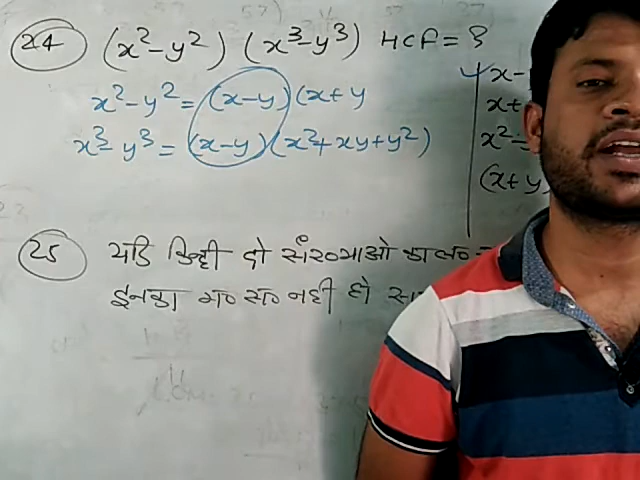 24 (x²-y²) (x³-y³) HCF = ?
x²-y² = (x-y)(x+y
x³-y³ = (x-y)(x²+xy+y²)
✓ x-
x+
x²-
(x+y
25 यदि किन्ही दो संख्याओ का ल०
इनका म० स० नही हो